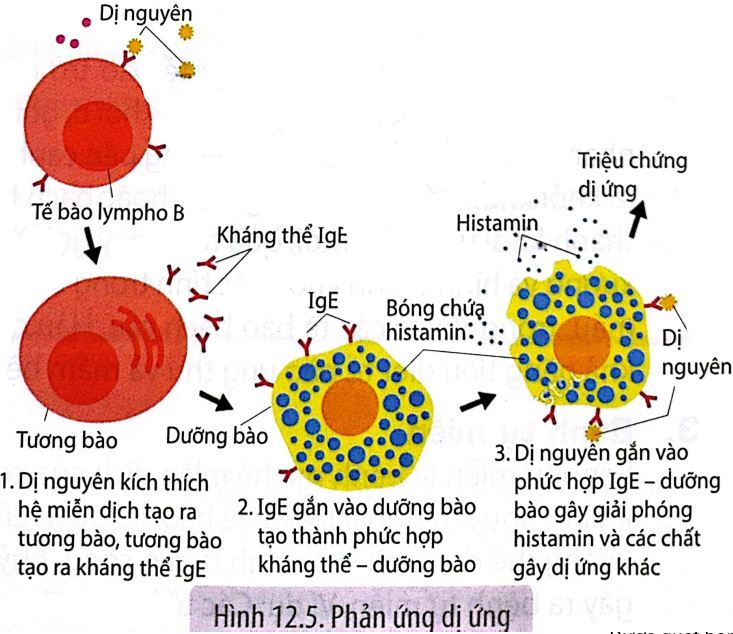 Dị nguyên
Tế bào lympho B
Kháng thể IgE
Tương bào
1. Dị nguyên kích thích
hệ miễn dịch tạo ra
tương bào, tương bào
tạo ra kháng thể IgE
IgE
Dưỡng bào
Bóng chứa
histamin
2. IgE gắn vào dưỡng bào
tạo thành phức hợp
kháng thể – dưỡng bào
Histamin
Triệu chứng
dị ứng
Dị
nguyên
3. Dị nguyên gắn vào
phức hợp IgE – dưỡng
bào gây giải phóng
histamin và các chất
gây dị ứng khác
Hình 12.5. Phản ứng dị ứng